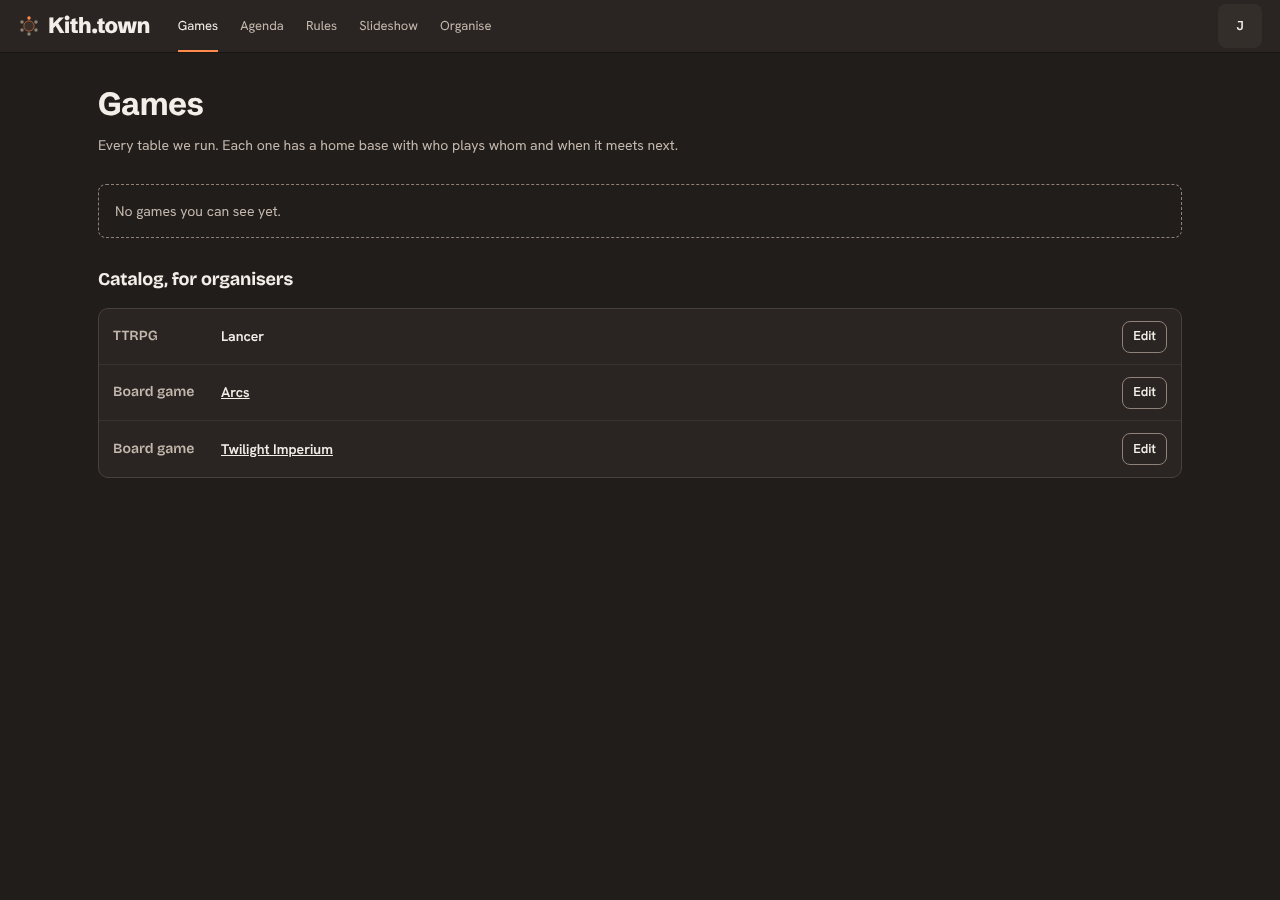 Kith.town
Games
Agenda
Rules
Slideshow
Organise
J
Games
Every table we run. Each one has a home base with who plays whom and when it meets next.
No games you can see yet.
Catalog, for organisers
TTRPG
Lancer
Edit
Board game
Arcs
Edit
Board game
Twilight Imperium
Edit